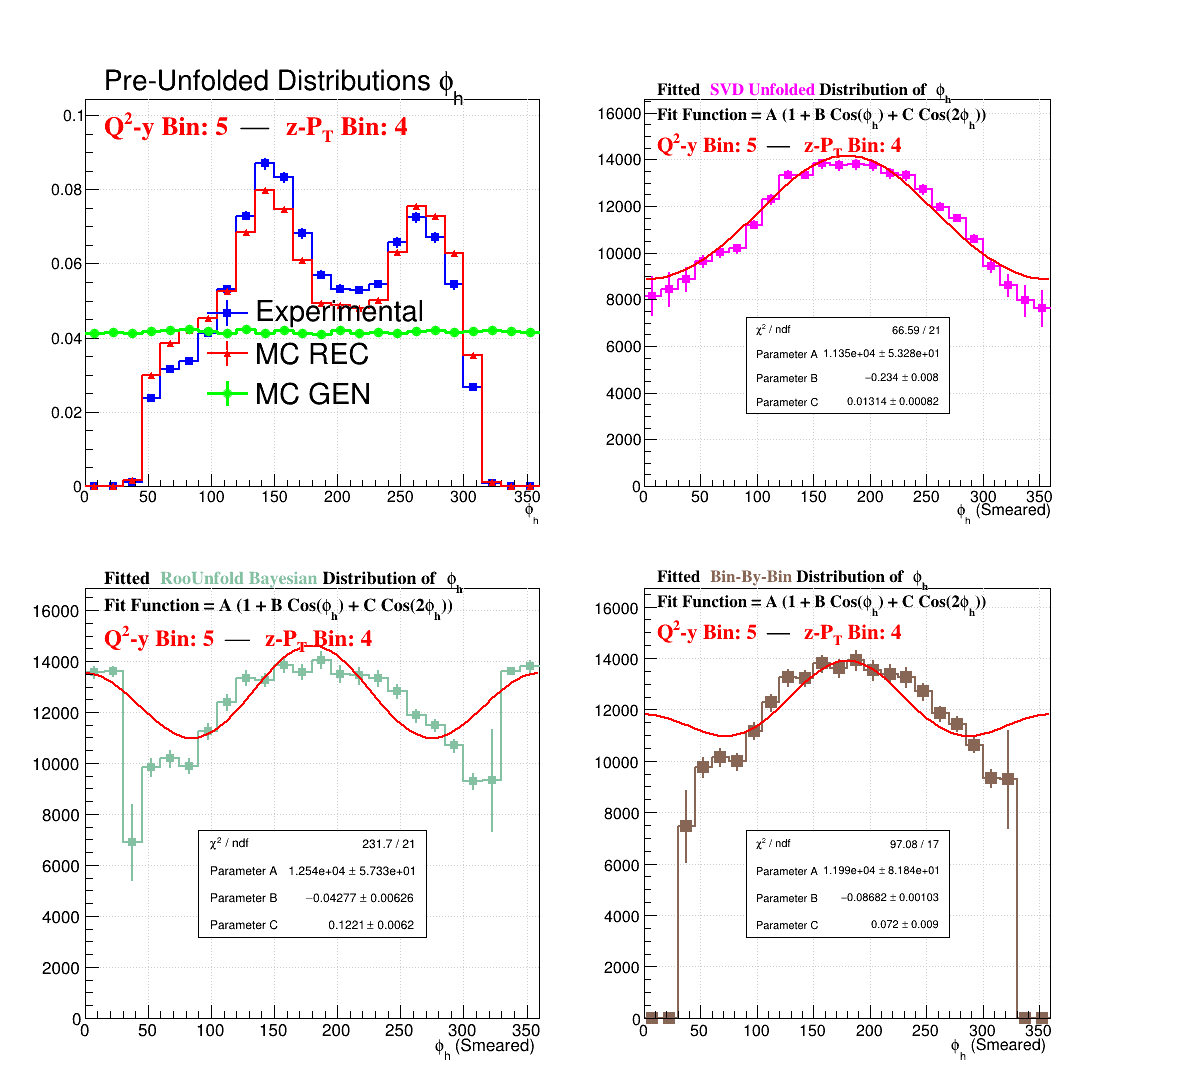 Pre-Unfolded Distributions ϕh
Q2-y Bin: 5 — z-PT Bin: 4
0.1
0.08
0.06
0.04
0.02
0
Experimental
MC REC
MC GEN
0 50 100 150 200 250 300 350
ϕh
Fitted SVD Unfolded Distribution of ϕh
Fit Function = A (1 + B Cos(ϕh) + C Cos(2ϕh))
Q2-y Bin: 5 — z-PT Bin: 4
16000
14000
12000
10000
8000
6000
4000
2000
0
χ2 / ndf 66.59 / 21
Parameter A 1.135e+04 ± 5.328e+01
Parameter B −0.234 ± 0.008
Parameter C 0.01314 ± 0.00082
0 50 100 150 200 250 300 350
ϕh (Smeared)
Fitted RooUnfold Bayesian Distribution of ϕh
Fit Function = A (1 + B Cos(ϕh) + C Cos(2ϕh))
Q2-y Bin: 5 — z-PT Bin: 4
16000
14000
12000
10000
8000
6000
4000
2000
0
χ2 / ndf 231.7 / 21
Parameter A 1.254e+04 ± 5.733e+01
Parameter B −0.04277 ± 0.00626
Parameter C 0.1221 ± 0.0062
0 50 100 150 200 250 300 350
ϕh (Smeared)
Fitted Bin-By-Bin Distribution of ϕh
Fit Function = A (1 + B Cos(ϕh) + C Cos(2ϕh))
Q2-y Bin: 5 — z-PT Bin: 4
16000
14000
12000
10000
8000
6000
4000
2000
0
χ2 / ndf 97.08 / 17
Parameter A 1.199e+04 ± 8.184e+01
Parameter B −0.08682 ± 0.00103
Parameter C 0.072 ± 0.009
0 50 100 150 200 250 300 350
ϕh (Smeared)